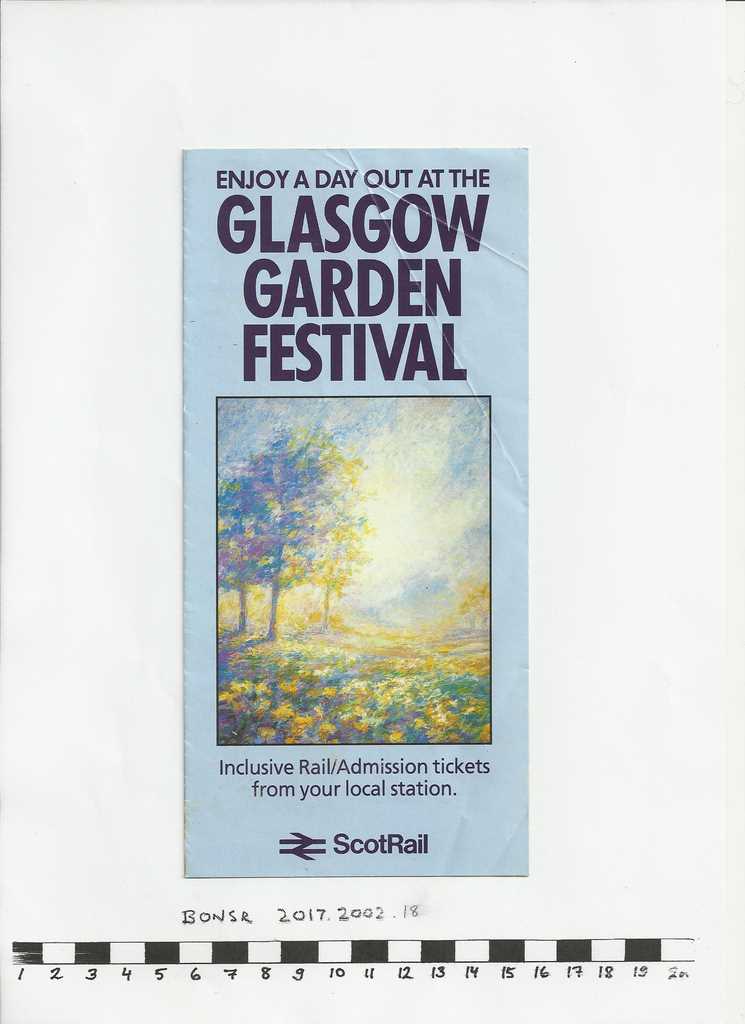 ENJOY A DAY OUT AT THE
GLASGOW
GARDEN
FESTIVAL
Inclusive Rail/Admission tickets
from your local station.
ScotRail
BONSR 2017.2002.18
1 2 3 4 5 6 7 8 9 10 11 12 13 14 15 16 17 18 19 20